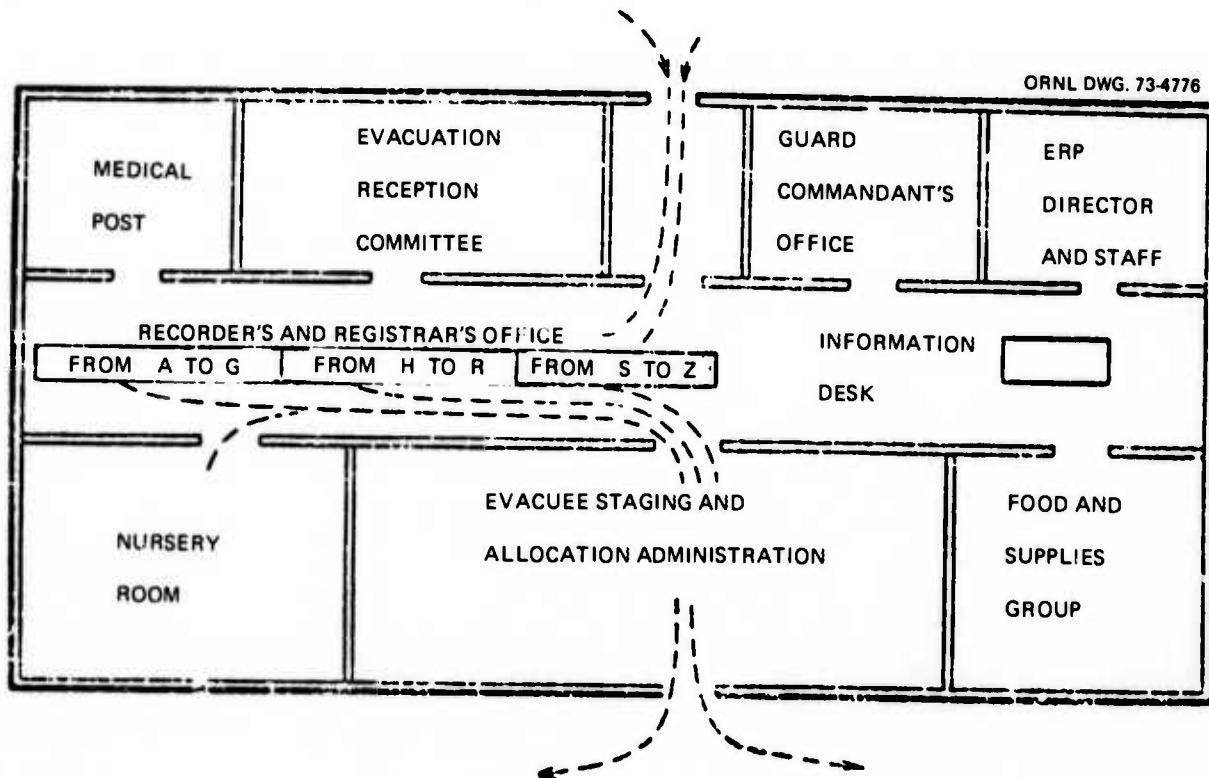 ORNL DWG. 73-4776
MEDICAL
POST
EVACUATION
RECEPTION
COMMITTEE
GUARD
COMMANDANT'S
OFFICE
ERP
DIRECTOR
AND STAFF
RECORDER'S AND REGISTRAR'S OFFICE
FROM A TO G
FROM H TO R
FROM S TO Z
INFORMATION
DESK
NURSERY
ROOM
EVACUEE STAGING AND
ALLOCATION ADMINISTRATION
FOOD AND
SUPPLIES
GROUP